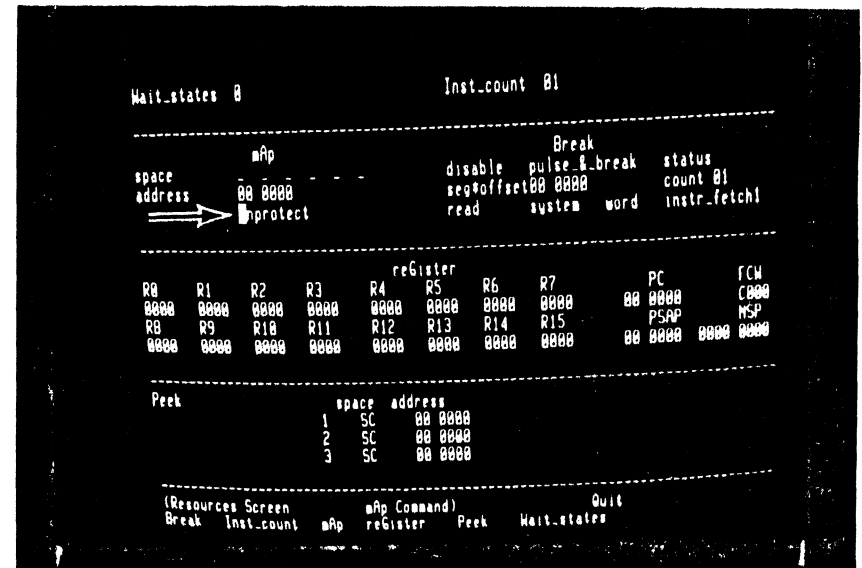 Wait_states 0 Inst_count 01
mAp Break
space - - - - - - disable pulse_&_break status
address 00 0000 seg*offset00 0000 count 01
nprotect read system word instr_fetch1
reGister
R0 R1 R2 R3 R4 R5 R6 R7 PC FCW
0000 0000 0000 0000 0000 0000 0000 0000 00 0000 C000
R8 R9 R10 R11 R12 R13 R14 R15 PSAP NSP
0000 0000 0000 0000 0000 0000 0000 0000 00 0000 0000 0000
Peek space address
1 SC 00 0000
2 SC 00 0000
3 SC 00 0000
(Resources Screen mAp Command) Quit
Break Inst_count mAp reGister Peek Wait_states